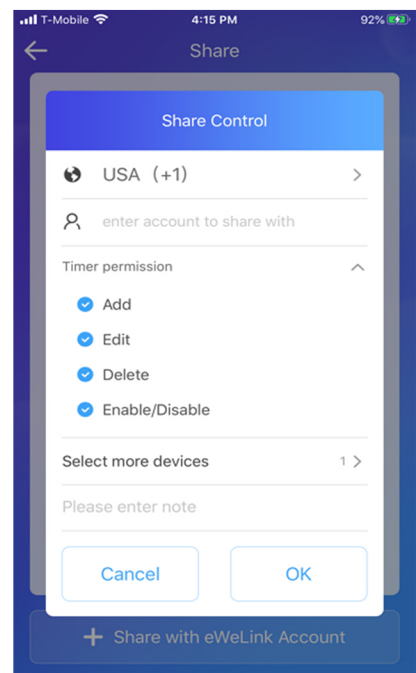 T-Mobile 4:15 PM 92%
Share
Share Control
USA (+1)
enter account to share with
Timer permission
Add
Edit
Delete
Enable/Disable
Select more devices 1
Please enter note
Cancel OK
+ Share with eWeLink Account